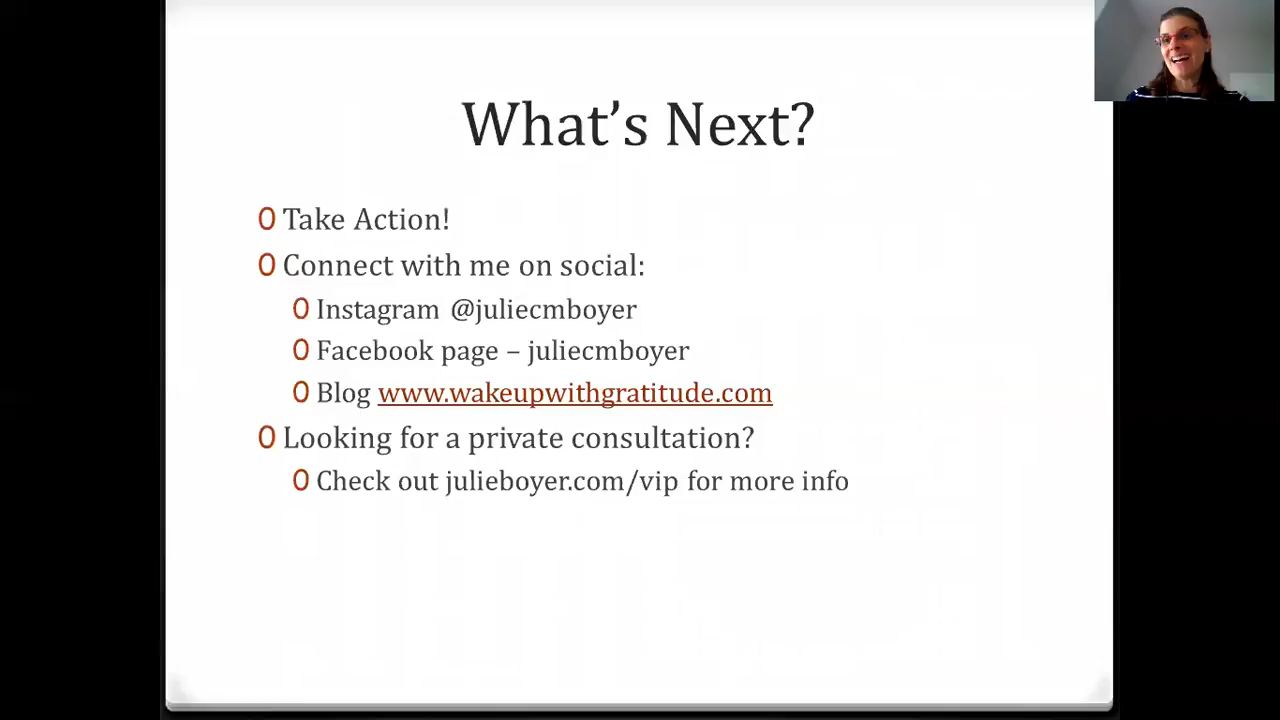 What's Next?
Take Action!
Connect with me on social:
Instagram @juliecmboyer
Facebook page – juliecmboyer
Blog www.wakeupwithgratitude.com
Looking for a private consultation?
Check out julieboyer.com/vip for more info